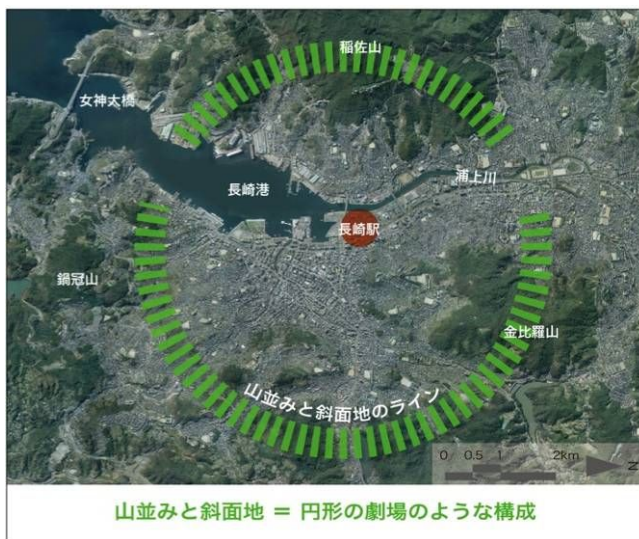 稲佐山
女神大橋
浦上川
長崎港
長崎駅
鍋冠山
金比羅山
山並みと斜面地のライン
0 0.5 1 2km
Z
山並みと斜面地 = 円形の劇場のような構成